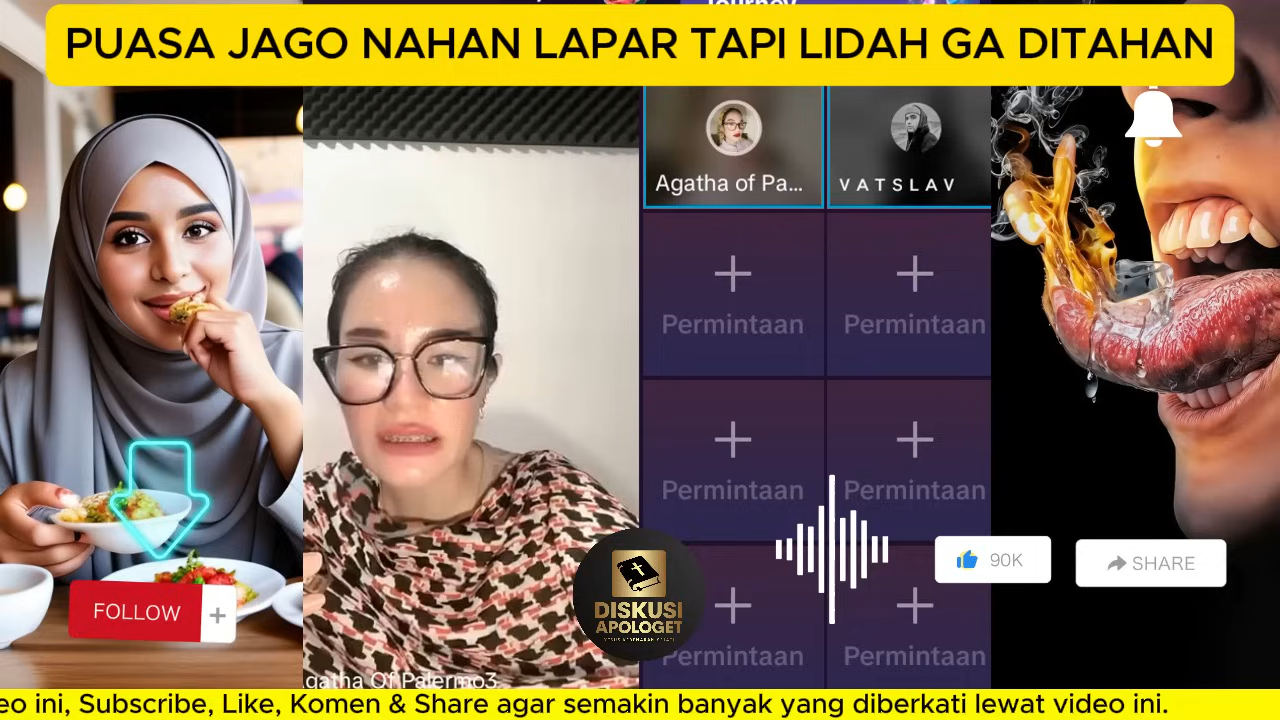 PUASA JAGO NAHAN LAPAR TAPI LIDAH GA DITAHAN
Journey
Agatha of Pa...
VATSLAV
Permintaan
Permintaan
Permintaan
Permintaan
Permintaan
Permintaan
FOLLOW +
90K
SHARE
DISKUSI
APOLOGET
gatha Of Palermo3
eo ini, Subscribe, Like, Komen & Share agar semakin banyak yang diberkati lewat video ini.